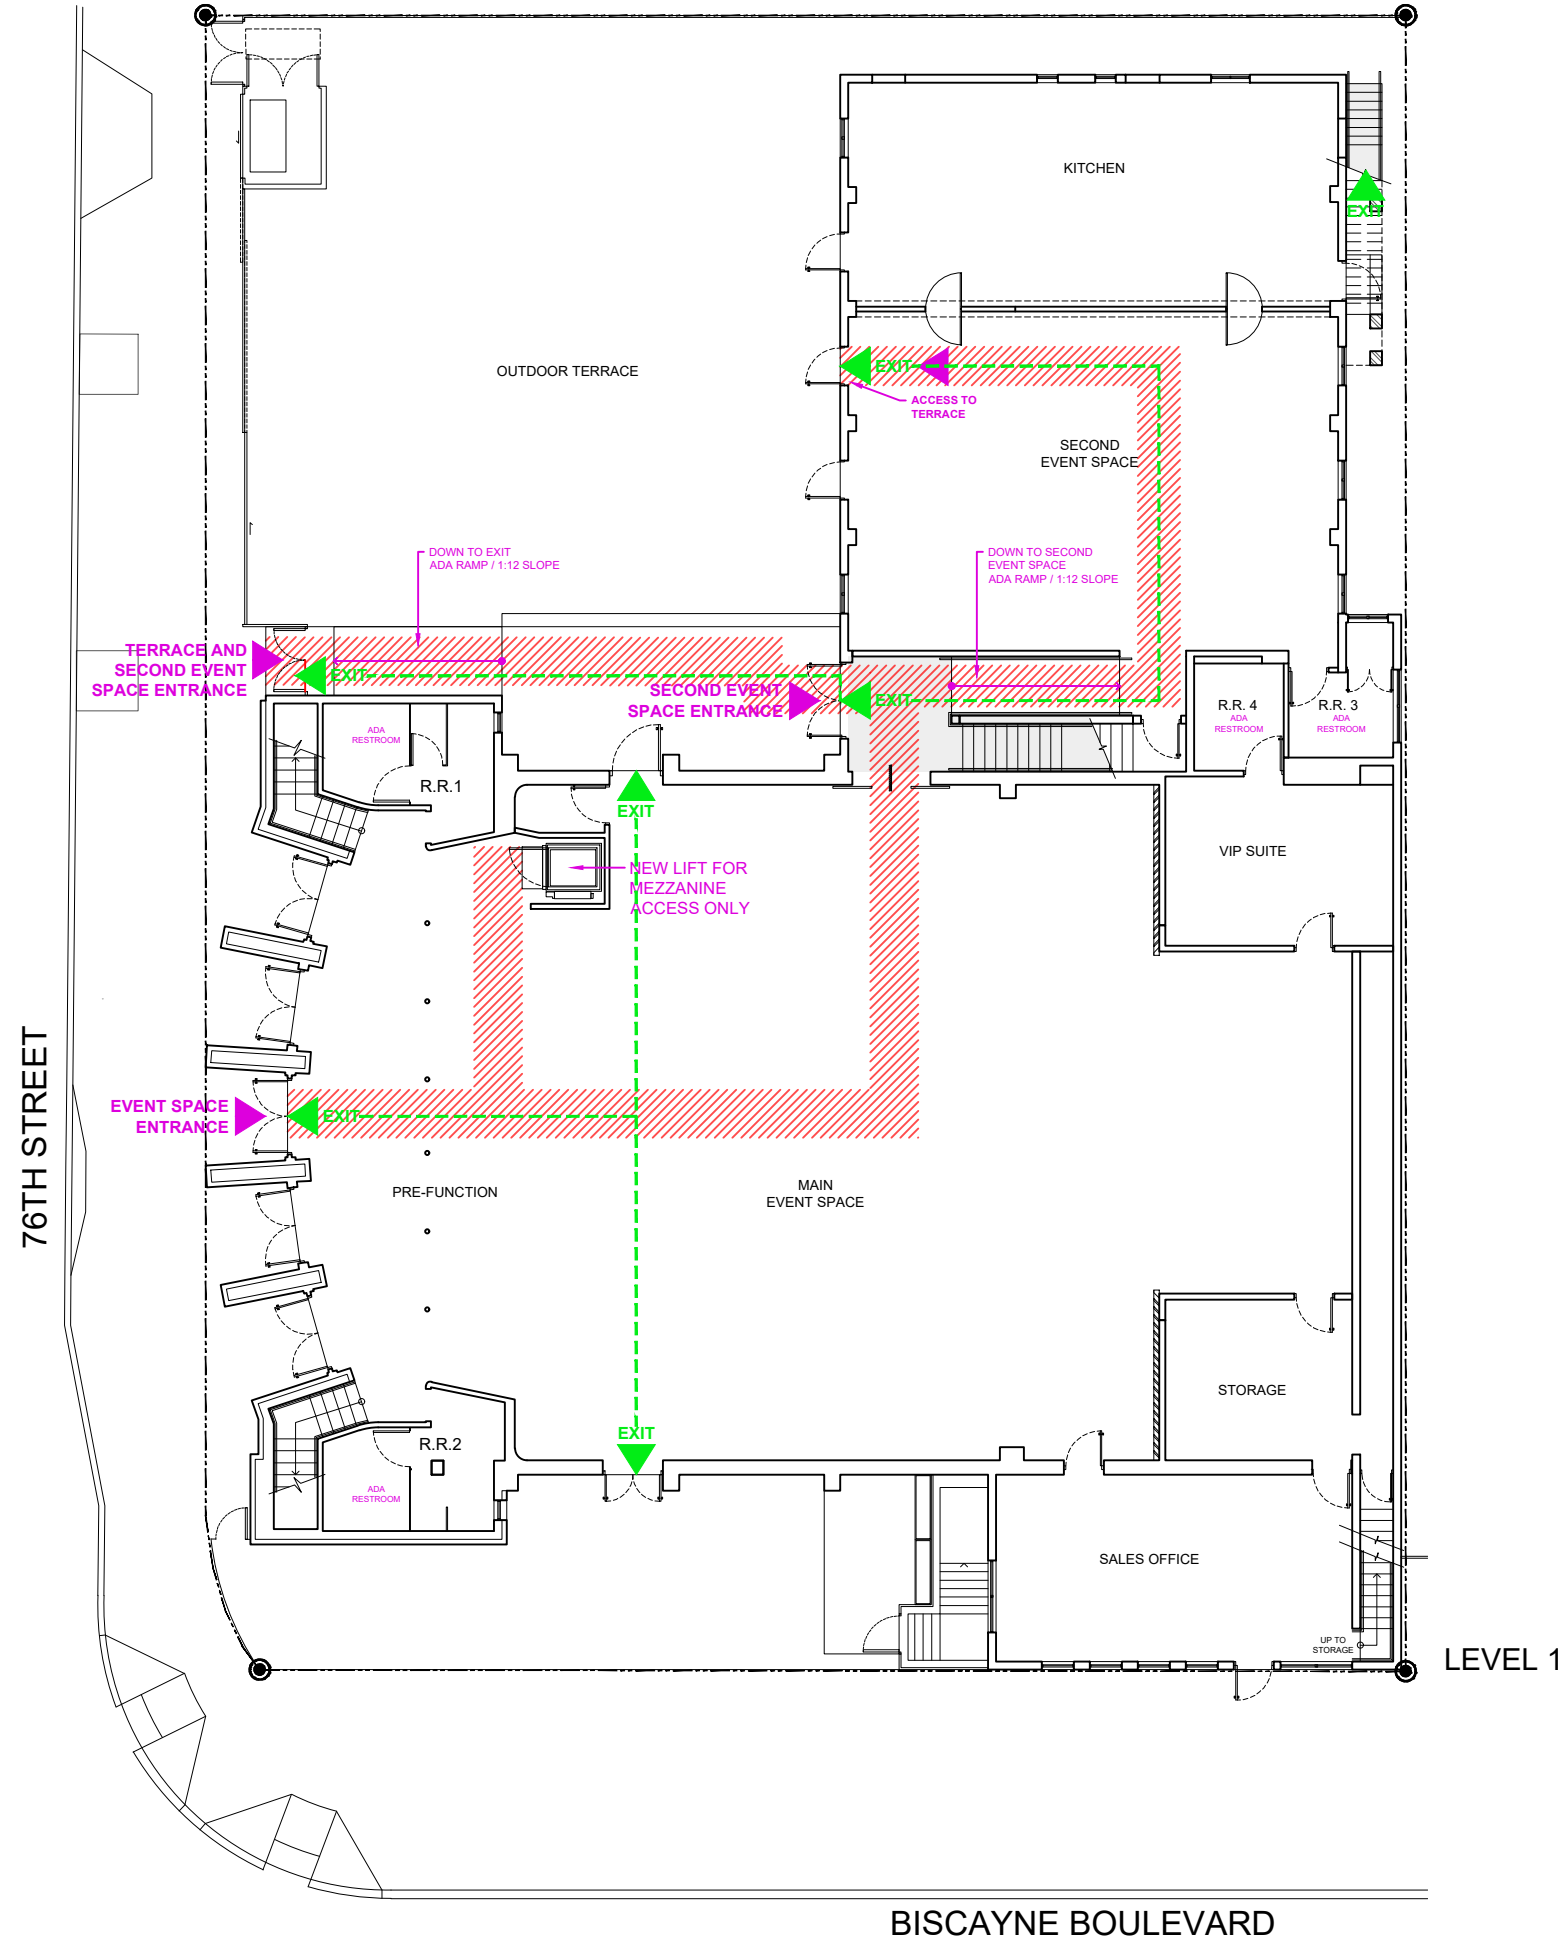 KITCHEN
EXIT
OUTDOOR TERRACE
EXIT
ACCESS TO
TERRACE
SECOND
EVENT SPACE
DOWN TO EXIT
ADA RAMP / 1:12 SLOPE
DOWN TO SECOND
EVENT SPACE
ADA RAMP / 1:12 SLOPE
TERRACE AND
SECOND EVENT
SPACE ENTRANCE
EXIT
SECOND EVENT
SPACE ENTRANCE
EXIT
R.R. 4
ADA
RESTROOM
R.R. 3
ADA
RESTROOM
ADA
RESTROOM
R.R.1
EXIT
NEW LIFT FOR
MEZZANINE
ACCESS ONLY
VIP SUITE
76TH STREET
EVENT SPACE
ENTRANCE
EXIT
PRE-FUNCTION
MAIN
EVENT SPACE
STORAGE
EXIT
R.R.2
ADA
RESTROOM
SALES OFFICE
UP TO
STORAGE
LEVEL 1
BISCAYNE BOULEVARD